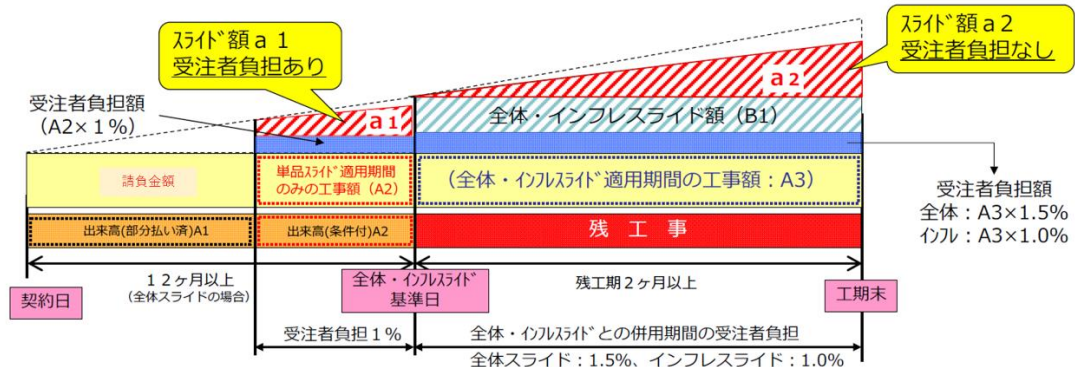 ｽﾗｲﾄﾞ額ａ１
受注者負担あり
ｽﾗｲﾄﾞ額ａ２
受注者負担なし
受注者負担額
（A2×１％）
ａ１
ａ２
全体・インフレスライド額（B1）
請負金額
単品ｽﾗｲﾄﾞ適用期間
のみの工事額（A2）
（全体・ｲﾝﾌﾚｽﾗｲﾄﾞ適用期間の工事額：A3）
受注者負担額
全体：A3×1.5%
ｲﾝﾌﾚ：A3×1.0%
出来高(部分払い済)A1
出来高(条件付)A2
残　工　事
１２ヶ月以上
（全体スライドの場合）
全体・ｲﾝﾌﾚｽﾗｲﾄﾞ
基準日
残工期２ヶ月以上
契約日
工期末
受注者負担１％
全体・ｲﾝﾌﾚｽﾗｲﾄﾞとの併用期間の受注者負担
全体スライド：1.5%、インフレスライド：1.0%